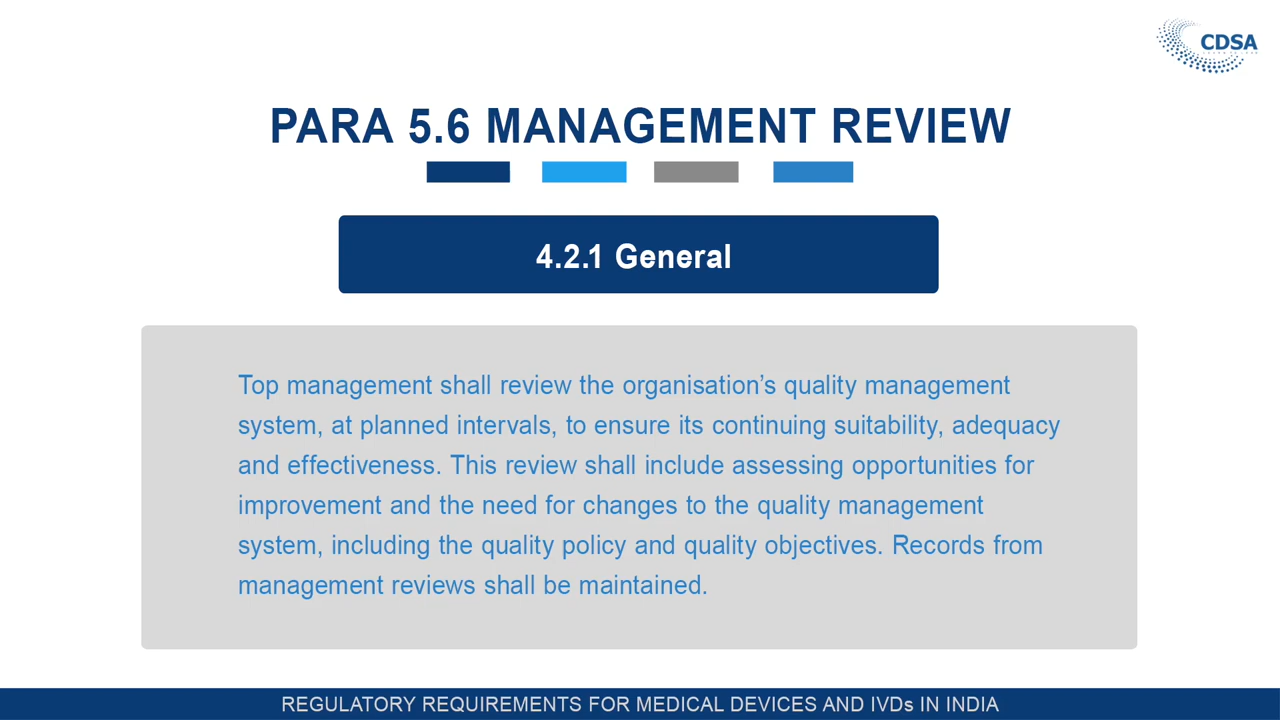 CDSA
PARA 5.6 MANAGEMENT REVIEW
4.2.1 General
Top management shall review the organisation’s quality management
system, at planned intervals, to ensure its continuing suitability, adequacy
and effectiveness. This review shall include assessing opportunities for
improvement and the need for changes to the quality management
system, including the quality policy and quality objectives. Records from
management reviews shall be maintained.
REGULATORY REQUIREMENTS FOR MEDICAL DEVICES AND IVDs IN INDIA